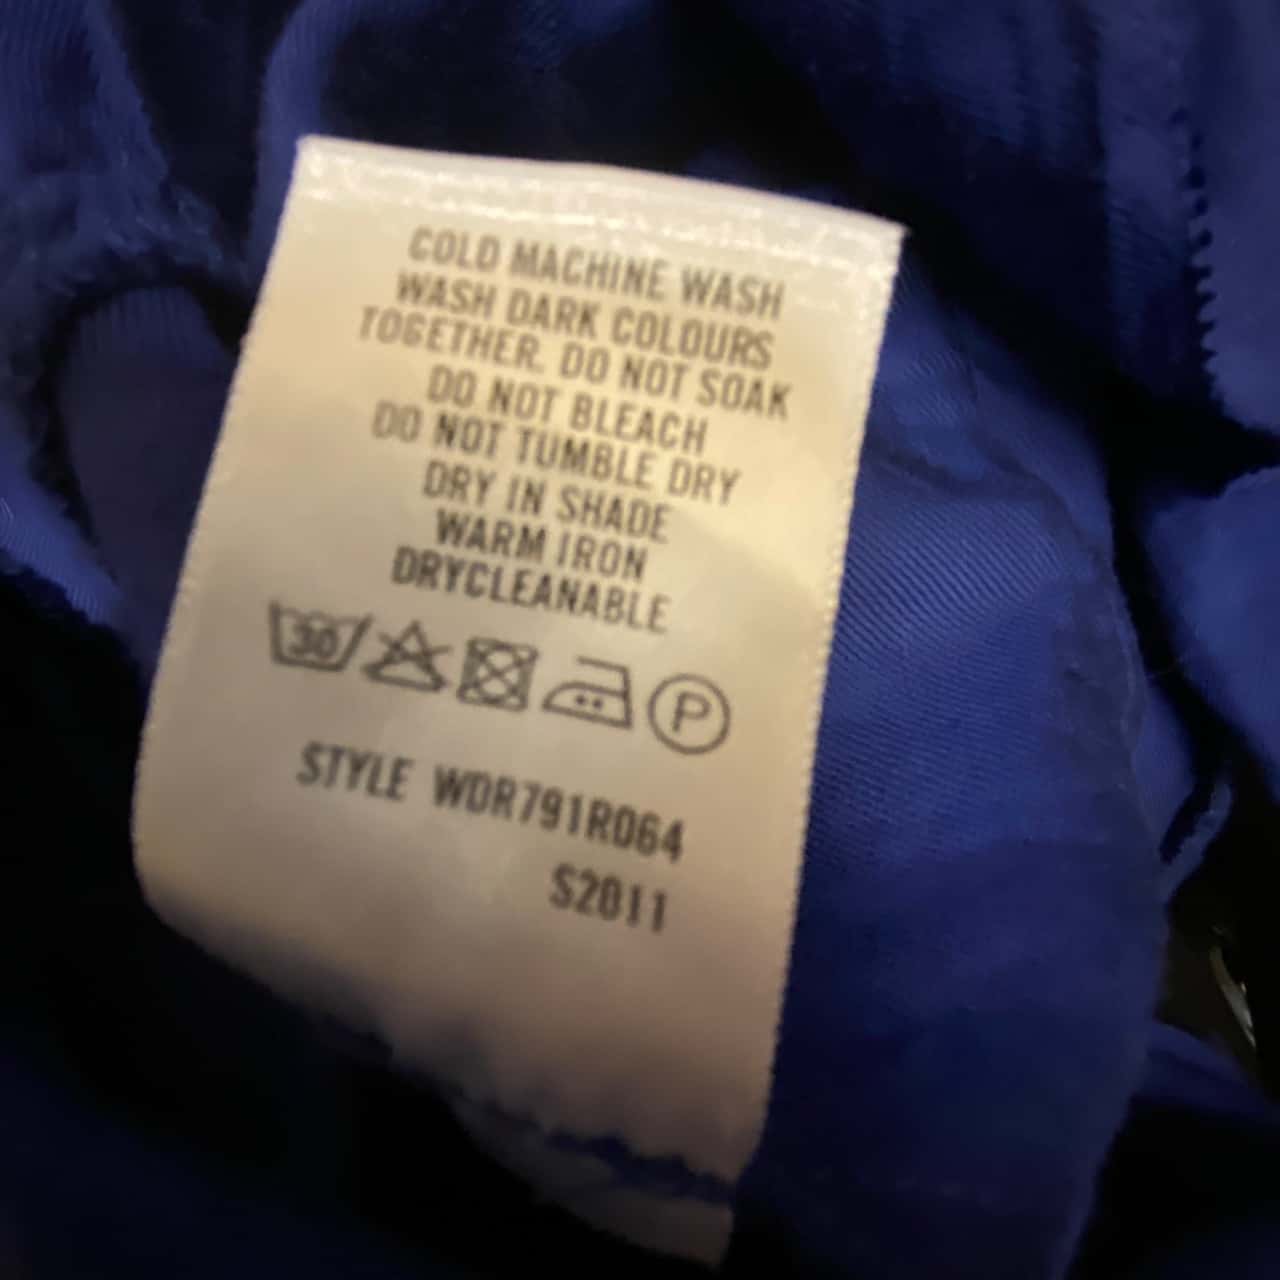 COLD MACHINE WASH
WASH DARK COLOURS
TOGETHER. DO NOT SOAK
DO NOT BLEACH
DO NOT TUMBLE DRY
DRY IN SHADE
WARM IRON
DRYCLEANABLE
30 P
STYLE WDR791R064
S2011